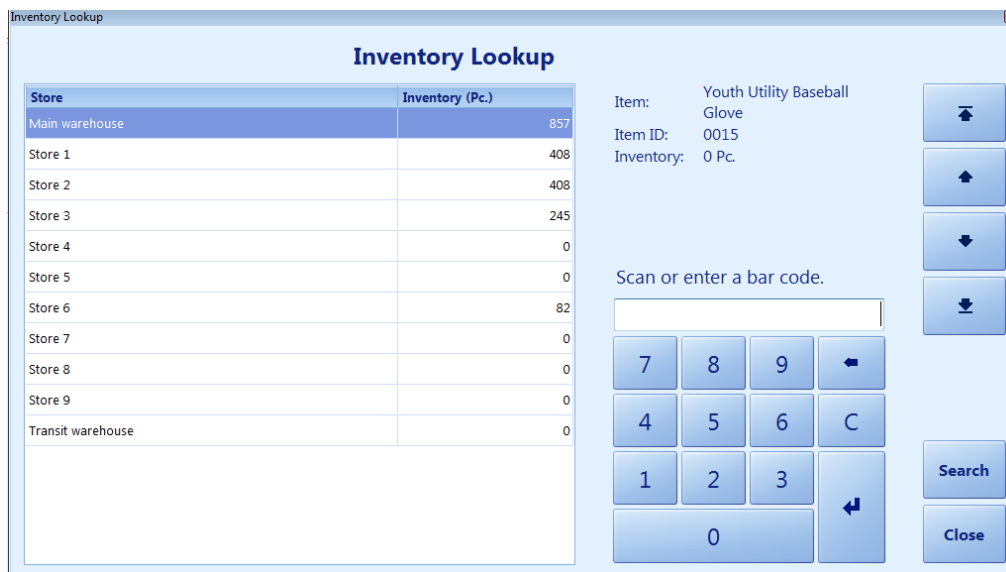 Inventory Lookup
Inventory Lookup
Store Inventory (Pc.)
Main warehouse 857
Store 1 408
Store 2 408
Store 3 245
Store 4 0
Store 5 0
Store 6 82
Store 7 0
Store 8 0
Store 9 0
Transit warehouse 0
Item: Youth Utility Baseball
Glove
Item ID: 0015
Inventory: 0 Pc.
Scan or enter a bar code.
7 8 9
4 5 6 C
1 2 3
0
Search
Close